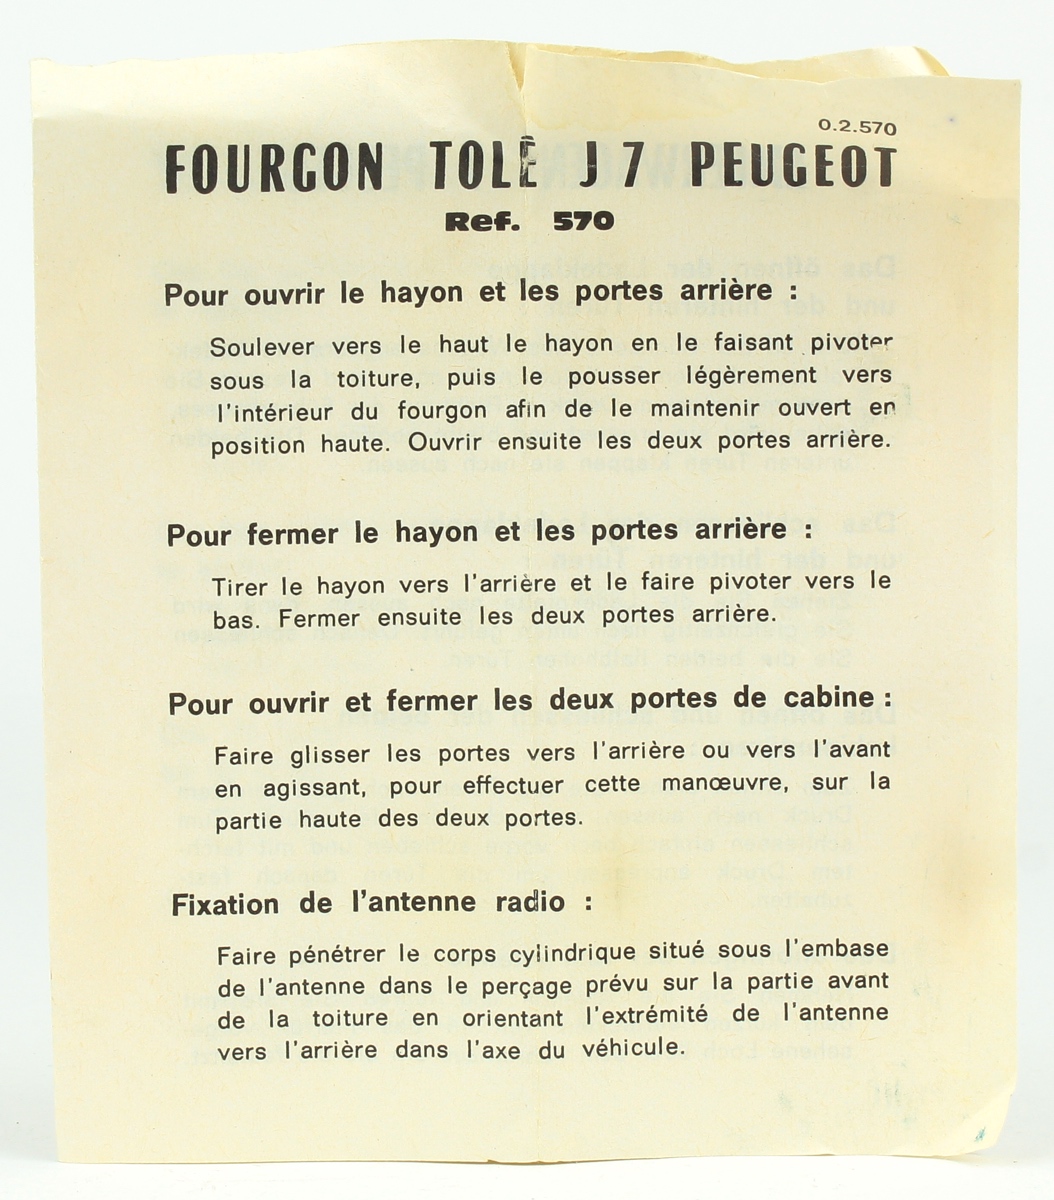 O.2.570
FOURGON TOLÉ J7 PEUGEOT
Ref. 570
Pour ouvrir le hayon et les portes arrière :
Soulever vers le haut le hayon en le faisant pivoter
sous la toiture, puis le pousser légèrement vers
l'intérieur du fourgon afin de le maintenir ouvert en
position haute. Ouvrir ensuite les deux portes arrière.
Pour fermer le hayon et les portes arrière :
Tirer le hayon vers l'arrière et le faire pivoter vers le
bas. Fermer ensuite les deux portes arrière.
Pour ouvrir et fermer les deux portes de cabine :
Faire glisser les portes vers l'arrière ou vers l'avant
en agissant, pour effectuer cette manœuvre, sur la
partie haute des deux portes.
Fixation de l'antenne radio :
Faire pénétrer le corps cylindrique situé sous l'embase
de l'antenne dans le perçage prévu sur la partie avant
de la toiture en orientant l'extrémité de l'antenne
vers l'arrière dans l'axe du véhicule.